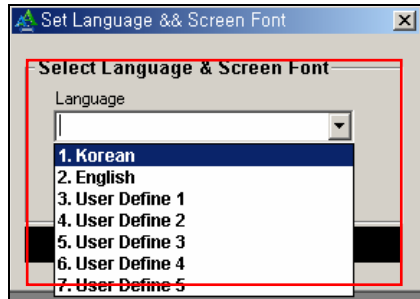 Set Language && Screen Font
Select Language & Screen Font
Language
1. Korean
2. English
3. User Define 1
4. User Define 2
5. User Define 3
6. User Define 4
7. User Define 5